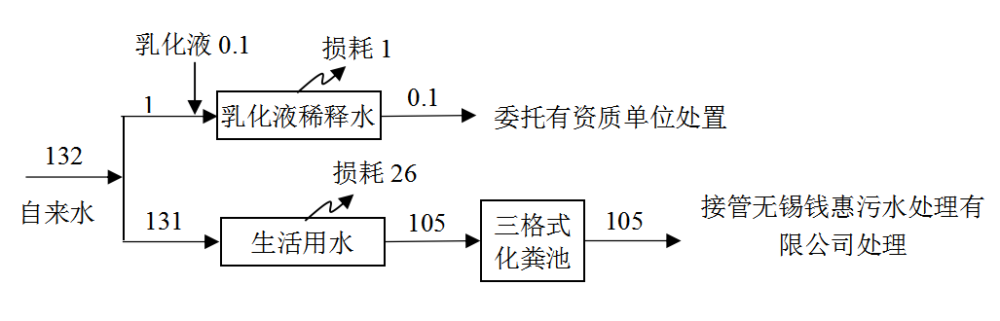 乳化液 0.1
损耗 1
1
乳化液稀释水
0.1
委托有资质单位处置
132
自来水
损耗 26
131
生活用水
105
三格式
化粪池
105
接管无锡钱惠污水处理有
限公司处理